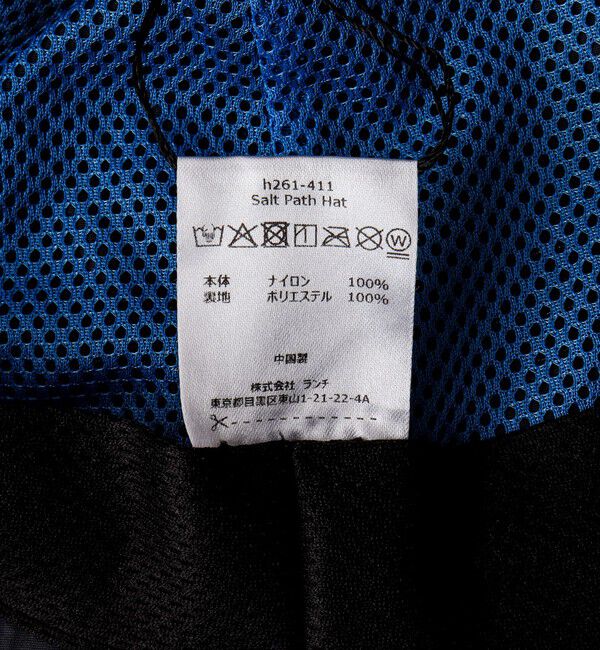 h261-411
Salt Path Hat
W
本体 ナイロン 100%
裏地 ポリエステル 100%
中国製
株式会社 ランチ
東京都目黒区東山1-21-22-4A